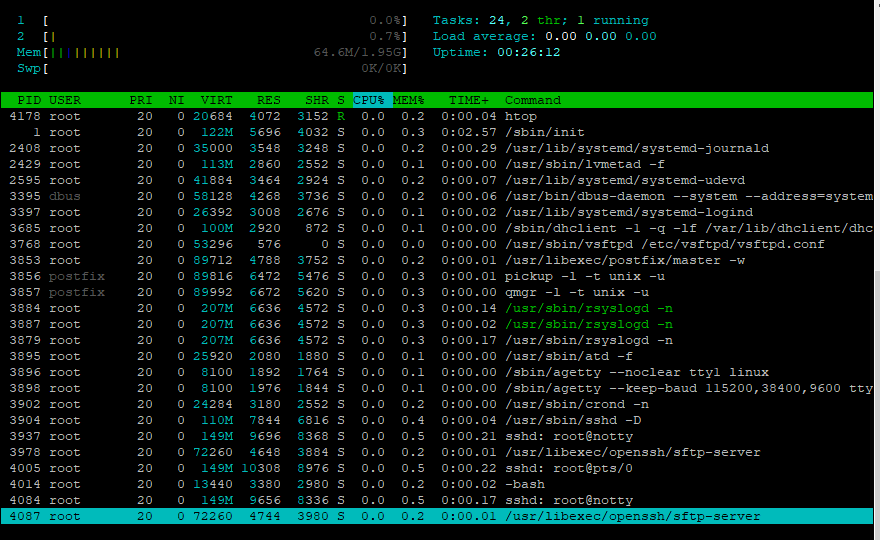 1 [ 0.0%] Tasks: 24, 2 thr; 1 running
2 [| 0.7%] Load average: 0.00 0.00 0.00
Mem[|||||||||| 64.6M/1.95G] Uptime: 00:26:12
Swp[ 0K/0K]
PID USER PRI NI VIRT RES SHR S CPU% MEM% TIME+ Command
4178 root 20 0 20684 4072 3152 R 0.0 0.2 0:00.04 htop
1 root 20 0 122M 5696 4032 S 0.0 0.3 0:02.57 /sbin/init
2408 root 20 0 35000 3548 3248 S 0.0 0.2 0:00.29 /usr/lib/systemd/systemd-journald
2429 root 20 0 113M 2860 2552 S 0.0 0.1 0:00.00 /usr/sbin/lvmetad -f
2595 root 20 0 41884 3464 2924 S 0.0 0.2 0:00.07 /usr/lib/systemd/systemd-udevd
3395 dbus 20 0 58128 4268 3736 S 0.0 0.2 0:00.06 /usr/bin/dbus-daemon --system --address=system
3397 root 20 0 26392 3008 2676 S 0.0 0.1 0:00.02 /usr/lib/systemd/systemd-logind
3685 root 20 0 100M 2920 872 S 0.0 0.1 0:00.00 /sbin/dhclient -1 -q -lf /var/lib/dhclient/dhc
3768 root 20 0 53296 576 0 S 0.0 0.0 0:00.00 /usr/sbin/vsftpd /etc/vsftpd/vsftpd.conf
3853 root 20 0 89712 4788 3752 S 0.0 0.2 0:00.01 /usr/libexec/postfix/master -w
3856 postfix 20 0 89816 6472 5476 S 0.0 0.3 0:00.01 pickup -l -t unix -u
3857 postfix 20 0 89992 6672 5620 S 0.0 0.3 0:00.00 qmgr -l -t unix -u
3884 root 20 0 207M 6636 4572 S 0.0 0.3 0:00.14 /usr/sbin/rsyslogd -n
3887 root 20 0 207M 6636 4572 S 0.0 0.3 0:00.02 /usr/sbin/rsyslogd -n
3879 root 20 0 207M 6636 4572 S 0.0 0.3 0:00.17 /usr/sbin/rsyslogd -n
3895 root 20 0 25920 2080 1880 S 0.0 0.1 0:00.00 /usr/sbin/atd -f
3896 root 20 0 8100 1892 1764 S 0.0 0.1 0:00.00 /sbin/agetty --noclear tty1 linux
3898 root 20 0 8100 1976 1844 S 0.0 0.1 0:00.00 /sbin/agetty --keep-baud 115200,38400,9600 tty
3902 root 20 0 24284 3180 2552 S 0.0 0.2 0:00.00 /usr/sbin/crond -n
3904 root 20 0 110M 7844 6816 S 0.0 0.4 0:00.04 /usr/sbin/sshd -D
3937 root 20 0 149M 9696 8368 S 0.0 0.5 0:00.21 sshd: root@notty
3978 root 20 0 72260 4648 3884 S 0.0 0.2 0:00.01 /usr/libexec/openssh/sftp-server
4005 root 20 0 149M 10308 8976 S 0.0 0.5 0:00.22 sshd: root@pts/0
4014 root 20 0 13440 3380 2980 S 0.0 0.2 0:00.02 -bash
4084 root 20 0 149M 9656 8336 S 0.0 0.5 0:00.17 sshd: root@notty
4087 root 20 0 72260 4744 3980 S 0.0 0.2 0:00.01 /usr/libexec/openssh/sftp-server